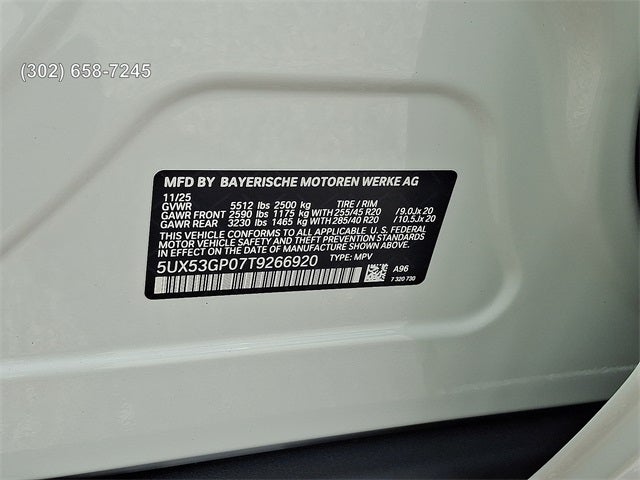 (302) 658-7245
MFD BY BAYERISCHE MOTOREN WERKE AG
11/25
GVWR 5512 lbs 2500 kg TIRE / RIM
GAWR FRONT 2590 lbs 1175 kg WITH 255/45 R20 / 9.0Jx 20
GAWR REAR 3230 lbs 1465 kg WITH 285/40 R20 / 10.5Jx 20
THIS VEHICLE CONFORMS TO ALL APPLICABLE U.S. FEDERAL
MOTOR VEHICLE SAFETY AND THEFT PREVENTION STANDARDS
IN EFFECT ON THE DATE OF MANUFACTURE SHOWN ABOVE.
5UX53GP07T9266920 TYPE: MPV
A96
7 320 730